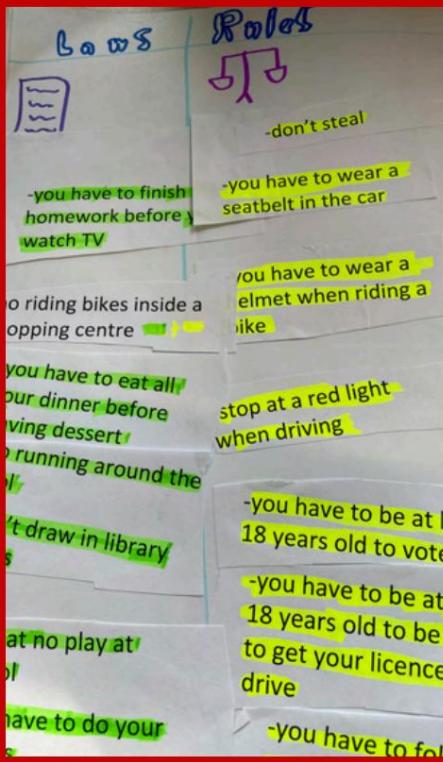 Laws
Rules
-you have to finish
homework before
watch TV
o riding bikes inside a
opping centre
you have to eat all
our dinner before
ving dessert
running around the
't draw in library
at no play at
have to do your
-don't steal
-you have to wear a
seatbelt in the car
you have to wear a
elmet when riding a
ike
stop at a red light
when driving
-you have to be at
18 years old to vote
-you have to be at
18 years old to be
to get your licence
drive
-you have to fol